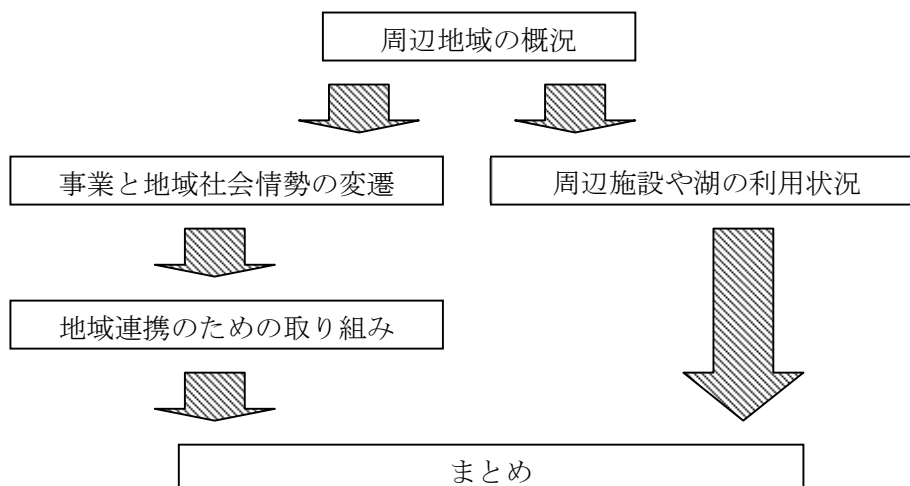 周辺地域の概況
事業と地域社会情勢の変遷
周辺施設や湖の利用状況
地域連携のための取り組み
まとめ